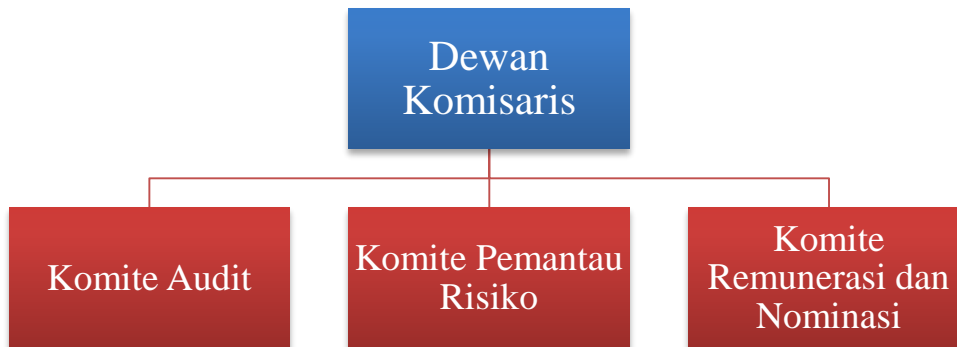 Dewan
Komisaris
Komite Audit
Komite Pemantau
Risiko
Komite
Remunerasi dan
Nominasi